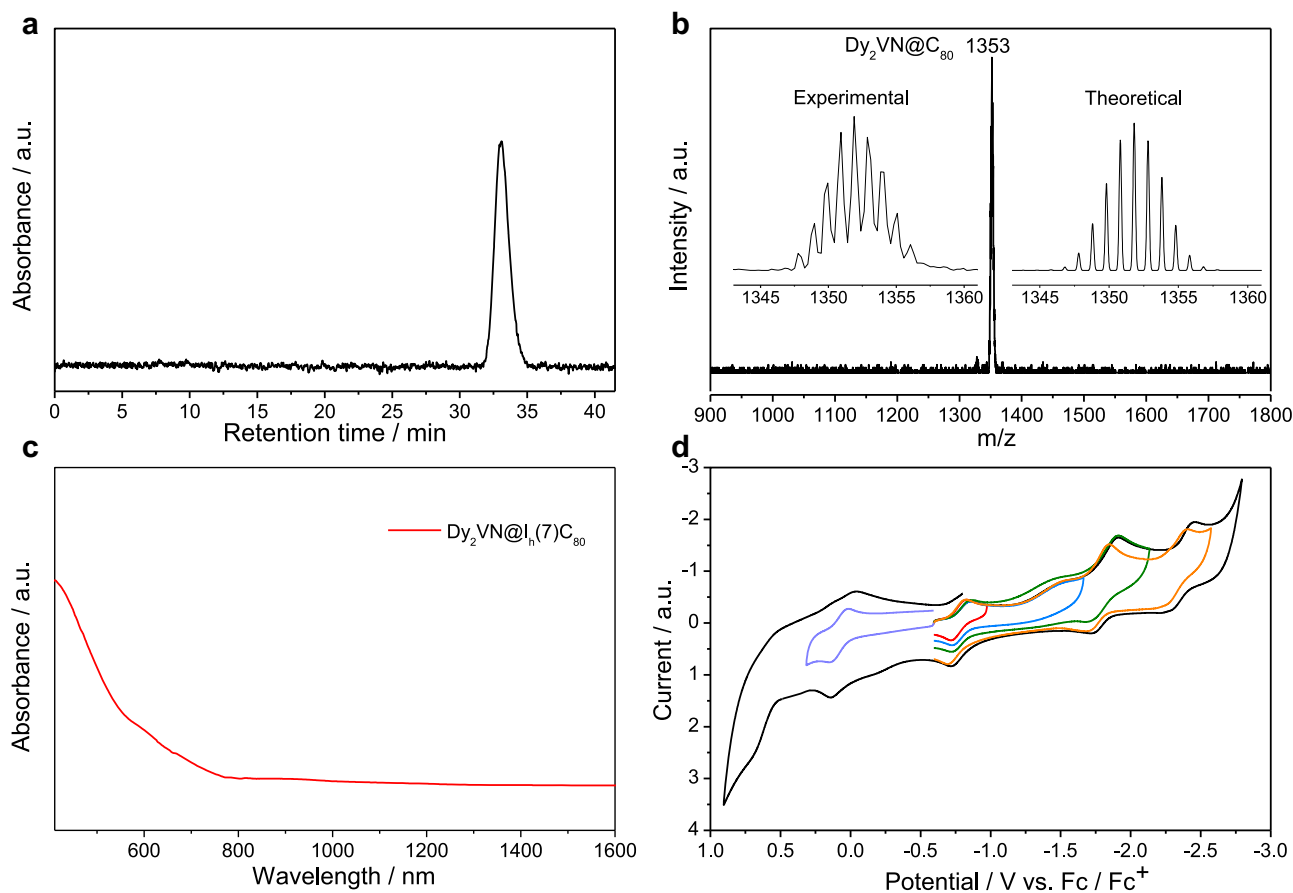 a
Absorbance / a.u.
0 5 10 15 20 25 30 35 40
Retention time / min
b
Dy₂VN@C₈₀ 1353
Experimental
Theoretical
1345 1350 1355 1360
1345 1350 1355 1360
Intensity / a.u.
900 1000 1100 1200 1300 1400 1500 1600 1700 1800
m/z
c
Dy₂VN@Iₕ(7)C₈₀
Absorbance / a.u.
600 800 1000 1200 1400 1600
Wavelength / nm
d
-3
-2
-1
0
1
2
3
4
Current / a.u.
1.0 0.5 0.0 -0.5 -1.0 -1.5 -2.0 -2.5 -3.0
Potential / V vs. Fc / Fc⁺